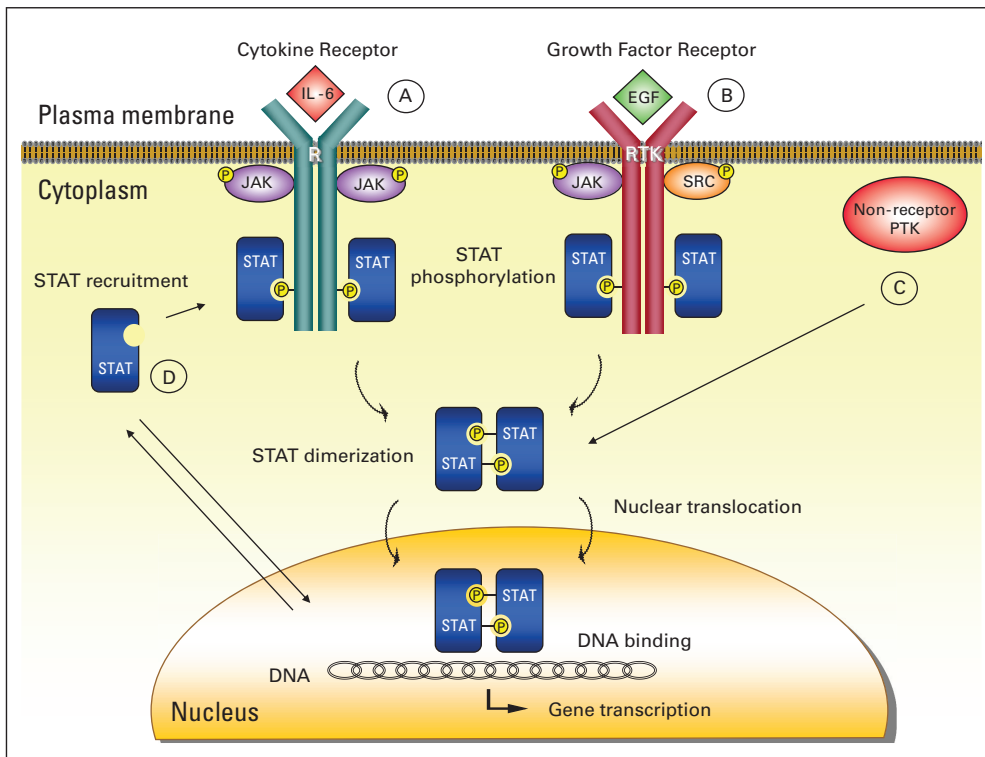 Cytokine Receptor
Growth Factor Receptor
IL-6
A
EGF
B
Plasma membrane
R
RTK
Cytoplasm
P
JAK
JAK
P
P
JAK
SRC
P
Non-receptor
PTK
STAT
STAT
P
P
STAT
phosphorylation
STAT
STAT
P
P
STAT recruitment
C
STAT
D
STAT dimerization
P
STAT
STAT
P
Nuclear translocation
P
STAT
STAT
P
DNA binding
DNA
Nucleus
Gene transcription